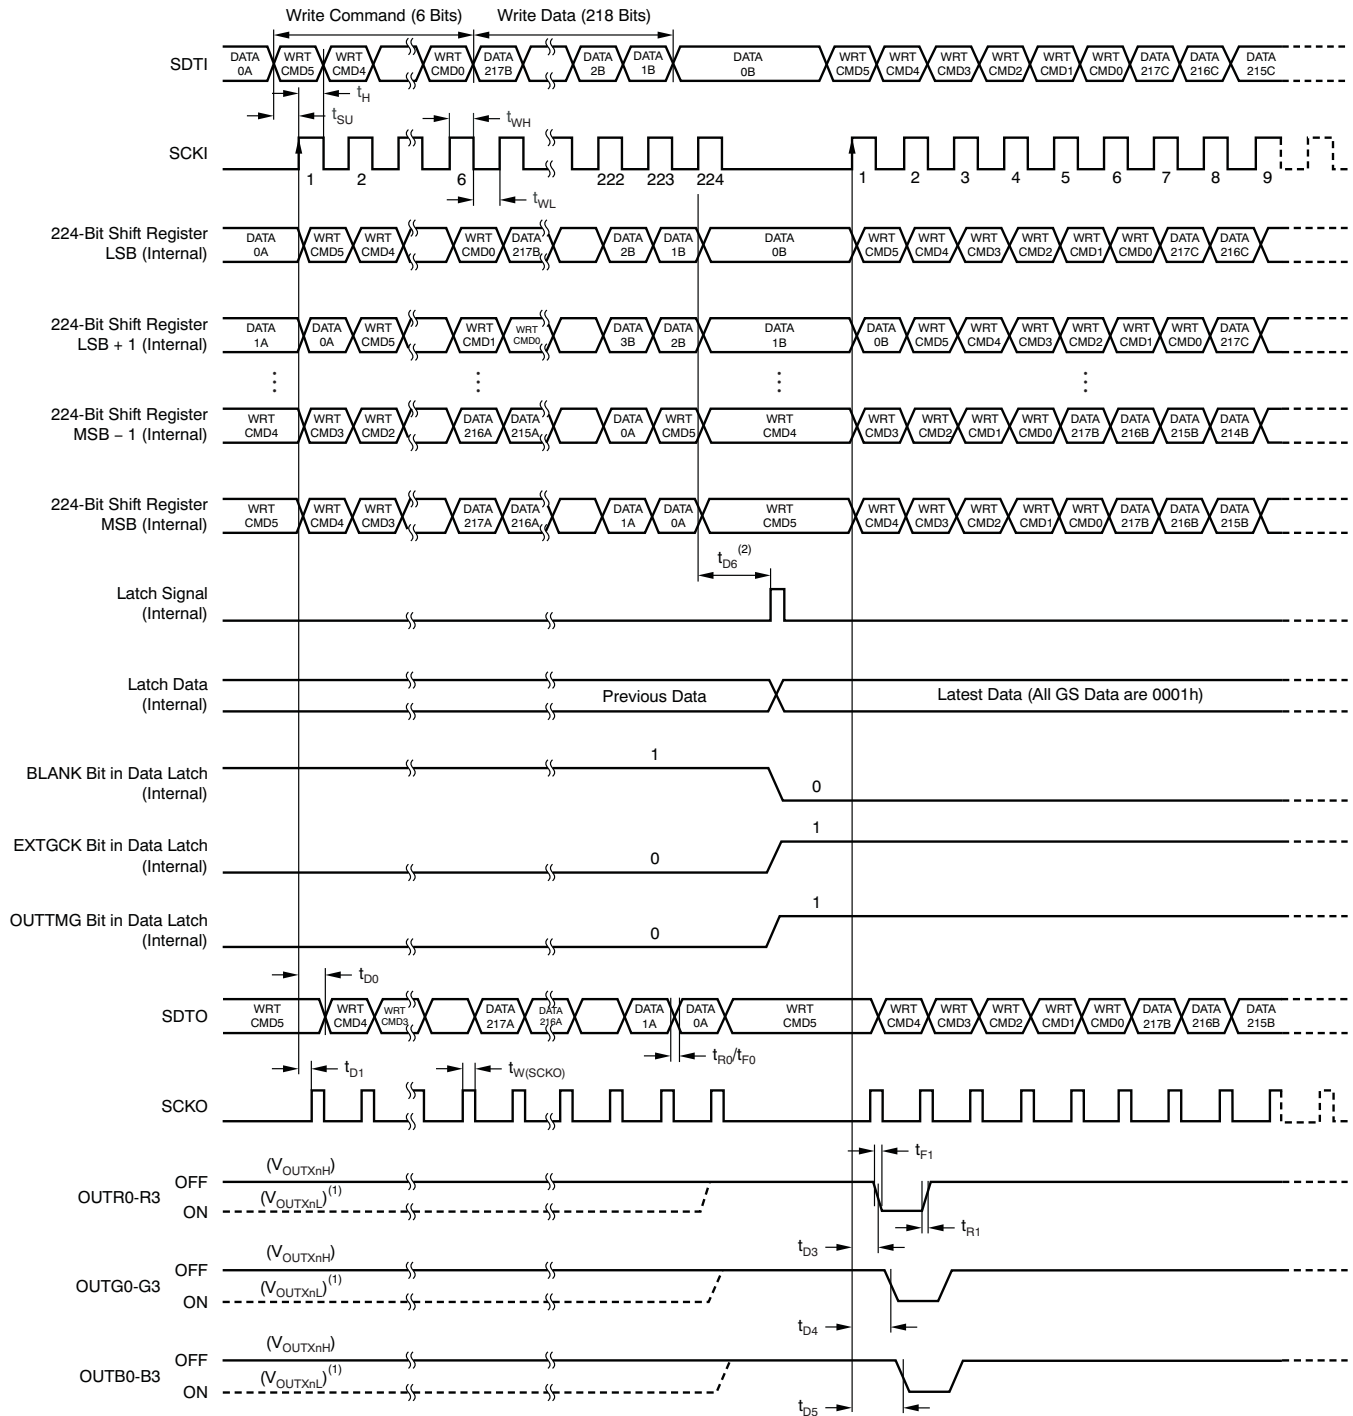 Write Command (6 Bits) Write Data (218 Bits)
SDTI DATA 0A WRT CMD5 WRT CMD4 WRT CMD0 DATA 217B DATA 2B DATA 1B DATA 0B WRT CMD5 WRT CMD4 WRT CMD3 WRT CMD2 WRT CMD1 WRT CMD0 DATA 217C DATA 216C DATA 215C
tH
tSU tWH
SCKI
1 2 6 222 223 224 1 2 3 4 5 6 7 8 9
tWL
224-Bit Shift Register
LSB (Internal)
DATA 0A WRT CMD5 WRT CMD4 WRT CMD0 DATA 217B DATA 2B DATA 1B DATA 0B WRT CMD5 WRT CMD4 WRT CMD3 WRT CMD2 WRT CMD1 WRT CMD0 DATA 217C DATA 216C
224-Bit Shift Register
LSB + 1 (Internal)
DATA 1A DATA 0A WRT CMD5 WRT CMD1 WRT CMD0 DATA 3B DATA 2B DATA 1B DATA 0B WRT CMD5 WRT CMD4 WRT CMD3 WRT CMD2 WRT CMD1 WRT CMD0 DATA 217C
224-Bit Shift Register
MSB – 1 (Internal)
WRT CMD4 WRT CMD3 WRT CMD2 DATA 216A DATA 215A DATA 0A WRT CMD5 WRT CMD4 WRT CMD3 WRT CMD2 WRT CMD1 WRT CMD0 DATA 217B DATA 216B DATA 215B DATA 214B
224-Bit Shift Register
MSB (Internal)
WRT CMD5 WRT CMD4 WRT CMD3 DATA 217A DATA 216A DATA 1A DATA 0A WRT CMD5 WRT CMD4 WRT CMD3 WRT CMD2 WRT CMD1 WRT CMD0 DATA 217B DATA 216B DATA 215B
tD6 (2)
Latch Signal
(Internal)
Latch Data
(Internal)
Previous Data Latest Data (All GS Data are 0001h)
BLANK Bit in Data Latch
(Internal)
1 0
EXTGCK Bit in Data Latch
(Internal)
0 1
OUTTMG Bit in Data Latch
(Internal)
0 1
tD0
SDTO WRT CMD5 WRT CMD4 WRT CMD3 DATA 217A DATA 216A DATA 1A DATA 0A WRT CMD5 WRT CMD4 WRT CMD3 WRT CMD2 WRT CMD1 WRT CMD0 DATA 217B DATA 216B DATA 215B
tD1 tW(SCKO) tR0/tF0
SCKO
tF1
OUTR0-R3 OFF (VOUTXnH)
ON (VOUTXnL)(1)
tR1
tD3
OUTG0-G3 OFF (VOUTXnH)
ON (VOUTXnL)(1)
tD4
OUTB0-B3 OFF (VOUTXnH)
ON (VOUTXnL)(1)
tD5